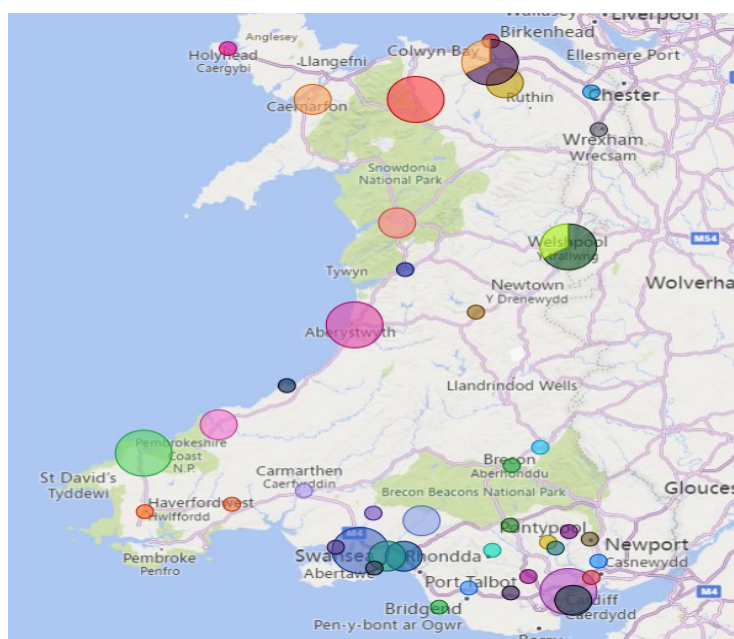 Wallasey
Liverpool
Anglesey
Birkenhead
Holyhead
Caergybi
Llangefni
Colwyn Bay
Ellesmere Port
Caernarfon
Ruthin
Chester
Wrexham
Wrecsam
Snowdonia
National Park
Welshpool
Y Trallwng
M54
Tywyn
Newtown
Y Drenewydd
Wolverha
Aberystwyth
Llandrindod Wells
Pembrokeshire
Coast
N.P.
St David's
Tyddewi
Carmarthen
Caerfyrddin
Brecon
Aberhonddu
Brecon Beacons National Park
Glouces
Haverfordwest
Hwlffordd
M4
Pontypool
Pembroke
Penfro
Swansea
Abertawe
Rhondda
Newport
Casnewydd
Port Talbot
M4
Cardiff
Caerdydd
Bridgend
Pen-y-bont ar Ogwr